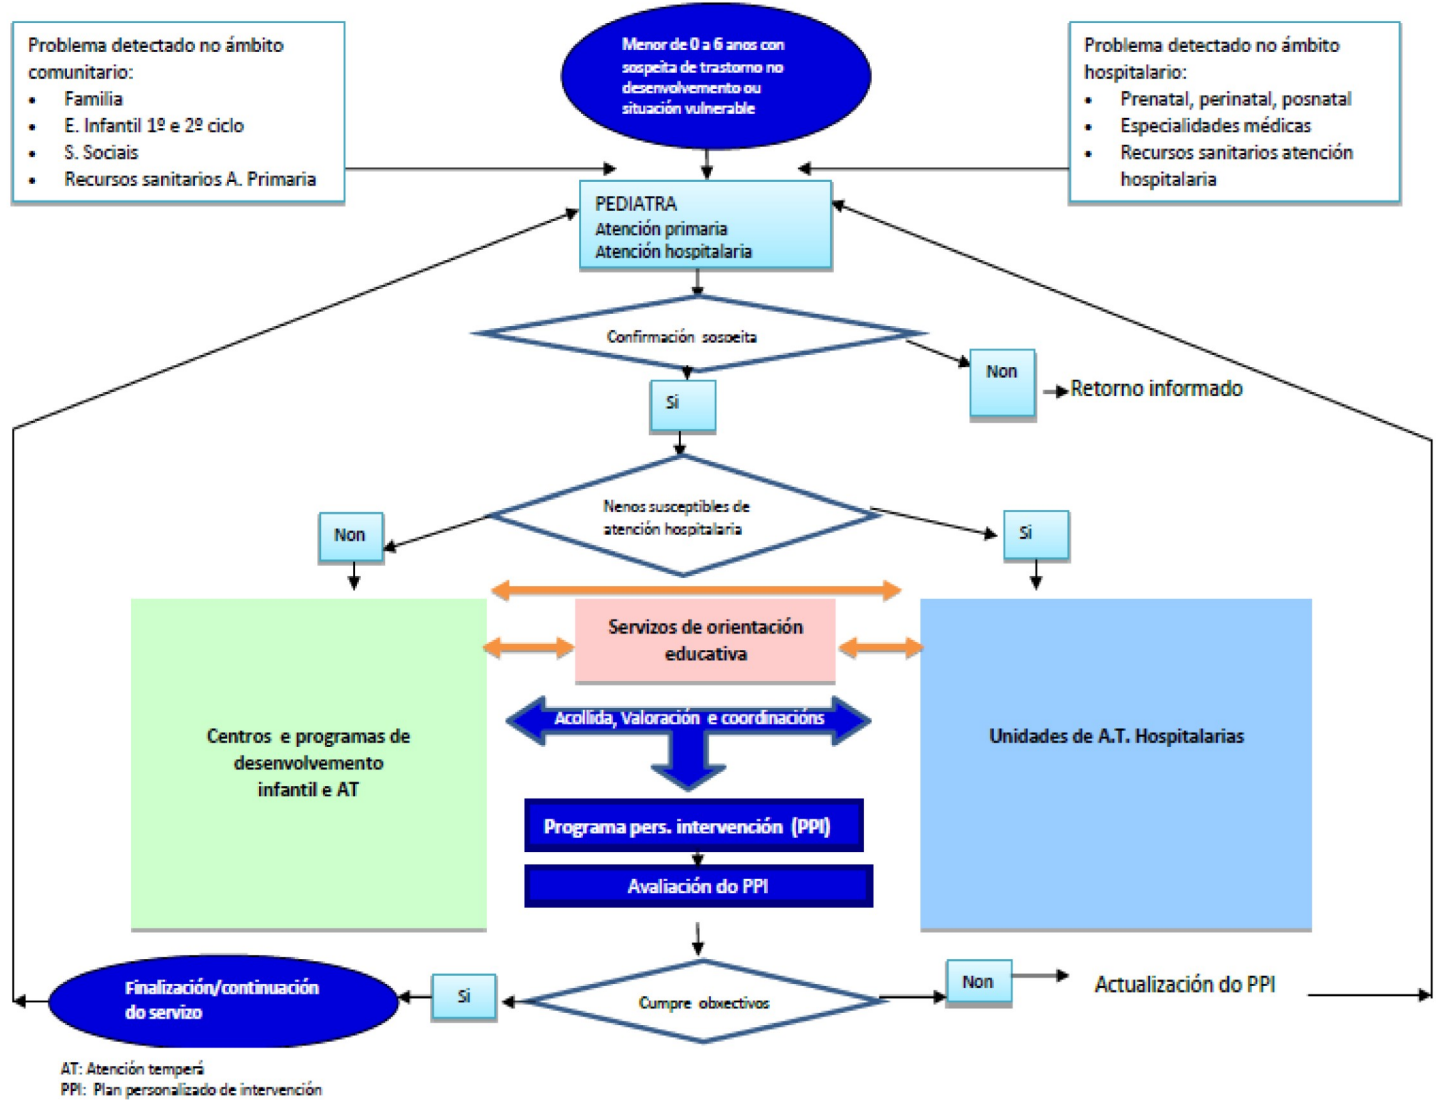 Problema detectado no ámbito
comunitario:
• Familia
• E. Infantil 1º e 2º ciclo
• S. Sociais
• Recursos sanitarios A. Primaria
Menor de 0 a 6 anos con
sospeita de trastorno no
desenvolvemento ou
situación vulnerable
Problema detectado no ámbito
hospitalario:
• Prenatal, perinatal, posnatal
• Especialidades médicas
• Recursos sanitarios atención
hospitalaria
PEDIATRA
Atención primaria
Atención hospitalaria
Confirmación sospeita
Non
Retorno informado
Si
Nenos susceptibles de
atención hospitalaria
Non
Si
Servizos de orientación
educativa
Acollida, Valoración e coordinacións
Centros e programas de
desenvolvemento
infantil e AT
Unidades de A.T. Hospitalarias
Programa pers. intervención (PPI)
Avaliación do PPI
Cumpre obxectivos
Si
Finalización/continuación
do servizo
Non
Actualización do PPI
AT: Atención temperá
PPI: Plan personalizado de intervención